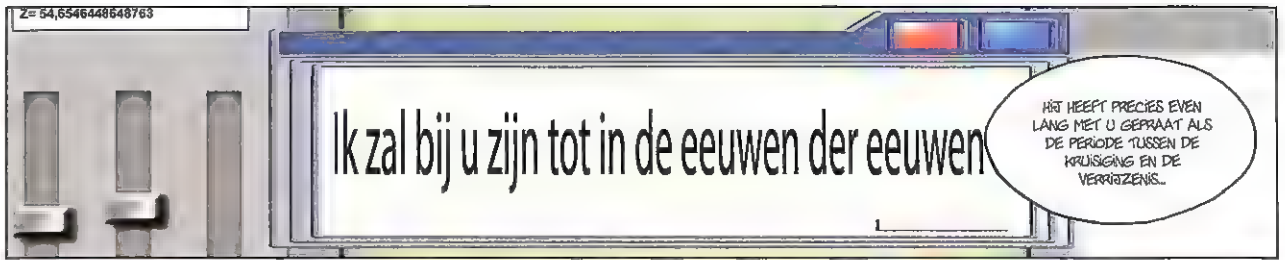 Z= 54,6546448648763
Ik zal bij u zijn tot in de eeuwen der eeuwen
HIJ HEEFT PRECIES EVEN
LANG MET U GEPRAAT ALS
DE PERIODE TUSSEN DE
KRUISIGING EN DE
VERRIJZENIS...